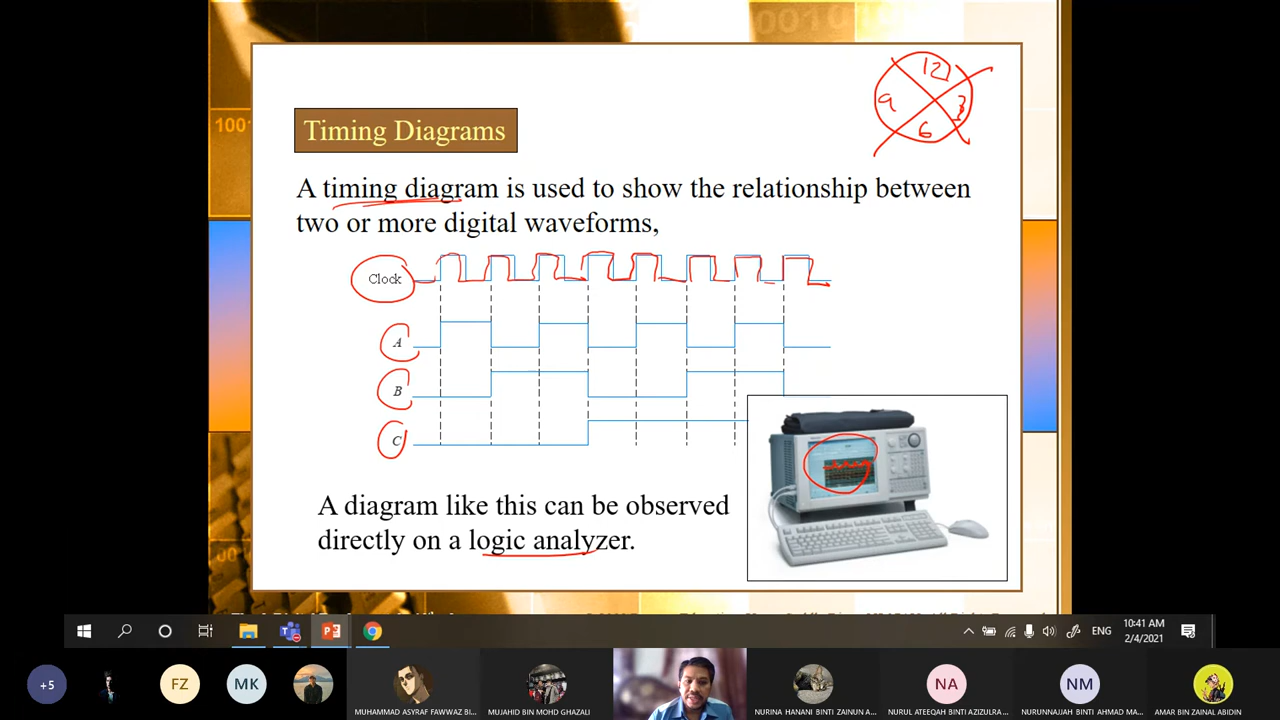 1001
12
9
3
6
Timing Diagrams
A timing diagram is used to show the relationship between
two or more digital waveforms,
Clock
A
B
C
A diagram like this can be observed
directly on a logic analyzer.
10:41 AM
ENG
2/4/2021
+5
FZ
MK
MUHAMMAD ASYRAF FAWWAZ BI...
MUJAHID BIN MOHD GHAZALI
NURINA HANANI BINTI ZAINUN A...
NA
NURUL ATEEQAH BINTI AZIZULRA...
NM
NURUNNAJJAH BINTI AHMAD MA...
AMAR BIN ZAINAL ABIDIN